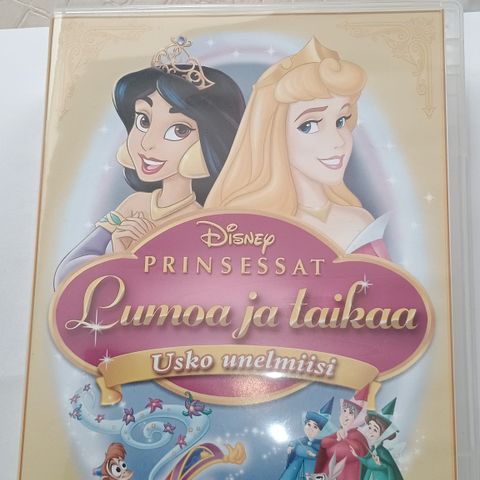 Disney
PRINSESSAT
Lumoa ja taikaa
Usko unelmiisi